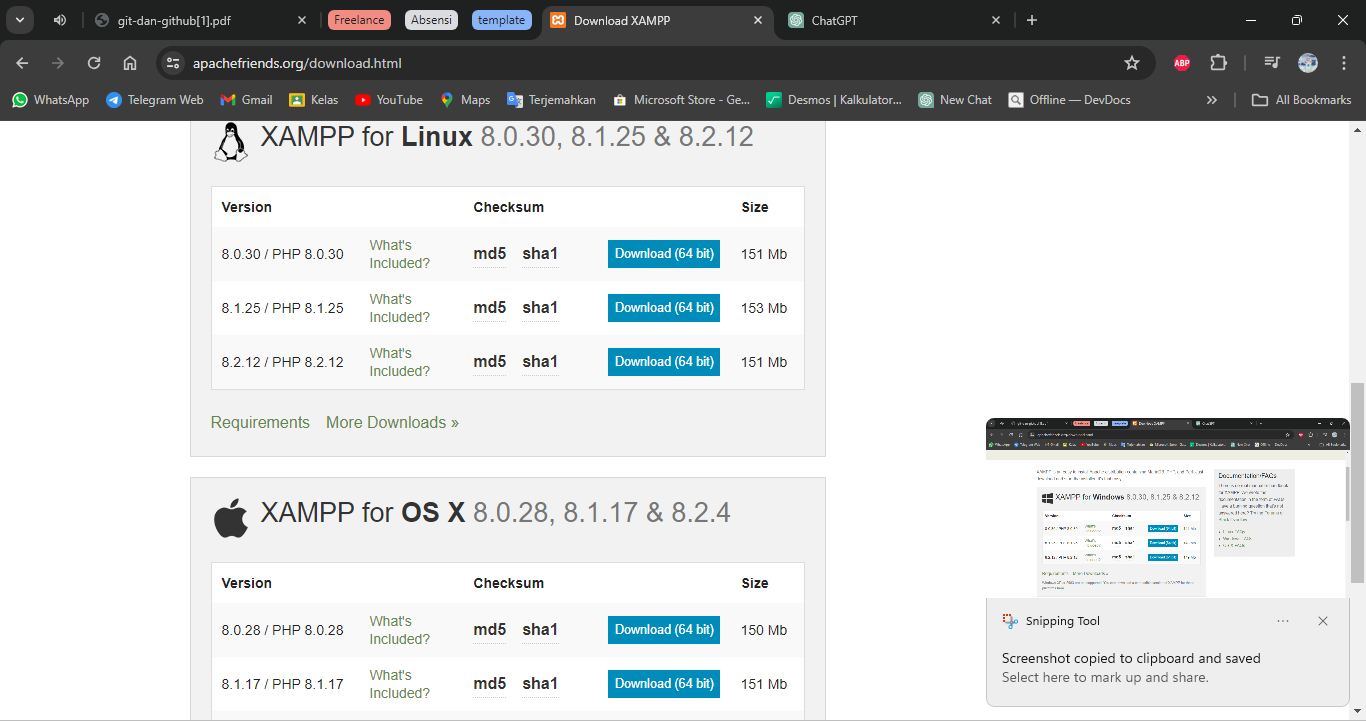 git-dan-github[1].pdf
Freelance
Absensi
template
Download XAMPP
ChatGPT
apachefriends.org/download.html
ABP
WhatsApp
Telegram Web
Gmail
Kelas
YouTube
Maps
Terjemahkan
Microsoft Store - Ge...
Desmos | Kalkulator...
New Chat
Offline — DevDocs
All Bookmarks
XAMPP for Linux 8.0.30, 8.1.25 & 8.2.12
Version Checksum Size
8.0.30 / PHP 8.0.30 What's Included? md5 sha1 Download (64 bit) 151 Mb
8.1.25 / PHP 8.1.25 What's Included? md5 sha1 Download (64 bit) 153 Mb
8.2.12 / PHP 8.2.12 What's Included? md5 sha1 Download (64 bit) 151 Mb
Requirements More Downloads »
XAMPP for OS X 8.0.28, 8.1.17 & 8.2.4
Version Checksum Size
8.0.28 / PHP 8.0.28 What's Included? md5 sha1 Download (64 bit) 150 Mb
8.1.17 / PHP 8.1.17 What's Included? md5 sha1 Download (64 bit) 151 Mb
Documentation/FAQs
XAMPP for Windows 8.0.30, 8.1.25 & 8.2.12
Snipping Tool
Screenshot copied to clipboard and saved
Select here to mark up and share.